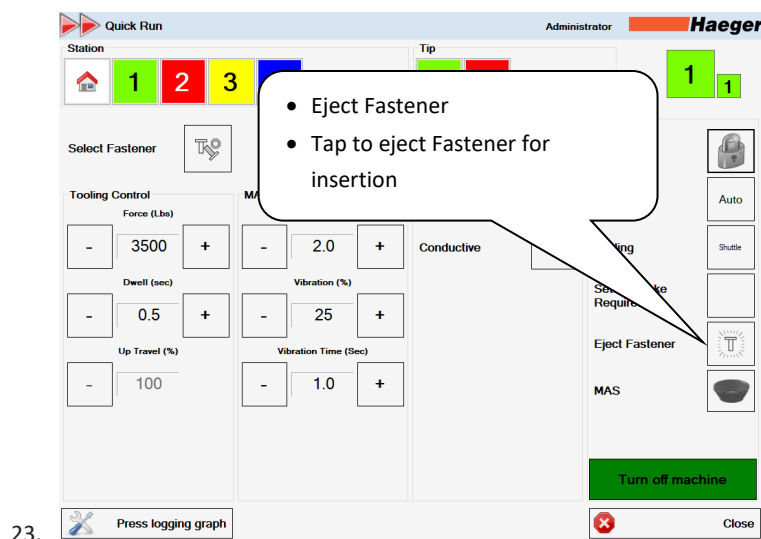 Quick Run
Administrator
Haeger
Station
Tip
1
2
3
1
1
• Eject Fastener
• Tap to eject Fastener for
insertion
Select Fastener
Auto
Tooling Control
Force (Lbs)
- 3500 +
- 2.0 +
Conductive
Shuttle
Dwell (sec)
Vibration (%)
- 0.5 +
- 25 +
Eject Fastener
T
Up Travel (%)
Vibration Time (Sec)
- 100
- 1.0 +
MAS
Turn off machine
Press logging graph
Close
23.